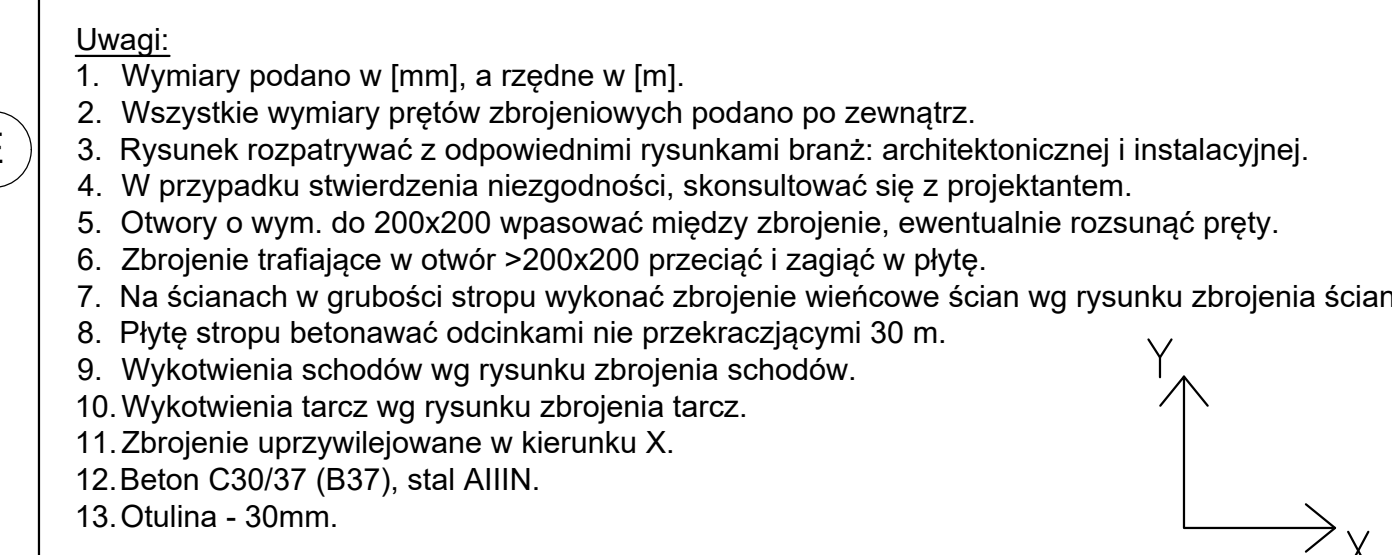 Uwagi:
1. Wymiary podano w [mm], a rzędne w [m].
2. Wszystkie wymiary prętów zbrojeniowych podano po zewnątrz.
3. Rysunek rozpatrywać z odpowiednimi rysunkami branż: architektonicznej i instalacyjnej.
4. W przypadku stwierdzenia niezgodności, skonsultować się z projektantem.
5. Otwory o wym. do 200x200 wpasować między zbrojenie, ewentualnie rozsunąć pręty.
6. Zbrojenie trafiające w otwór >200x200 przeciąć i zagiąć w płytę.
7. Na ścianach w grubości stropu wykonać zbrojenie wieńcowe ścian wg rysunku zbrojenia ścian
8. Płytę stropu betonawać odcinkami nie przekraczjącymi 30 m.
9. Wykotwienia schodów wg rysunku zbrojenia schodów.
10. Wykotwienia tarcz wg rysunku zbrojenia tarcz.
11. Zbrojenie uprzywilejowane w kierunku X.
12. Beton C30/37 (B37), stal AIIIN.
13. Otulina - 30mm.
Y
X